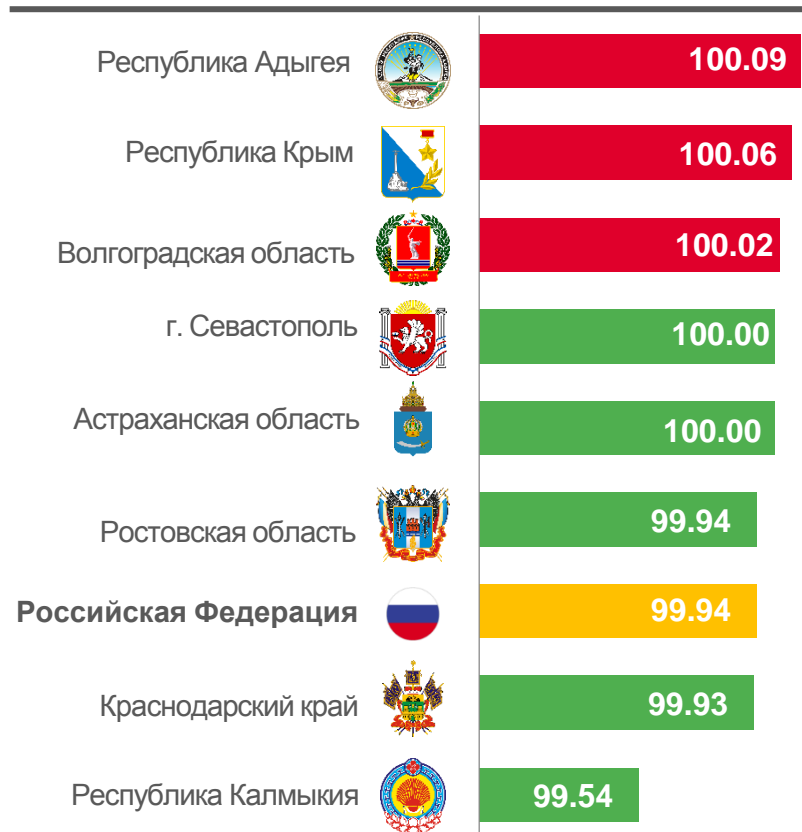 Республика Адыгея 100.09
Республика Крым 100.06
Волгоградская область 100.02
г. Севастополь 100.00
Астраханская область 100.00
Ростовская область 99.94
Российская Федерация 99.94
Краснодарский край 99.93
Республика Калмыкия 99.54